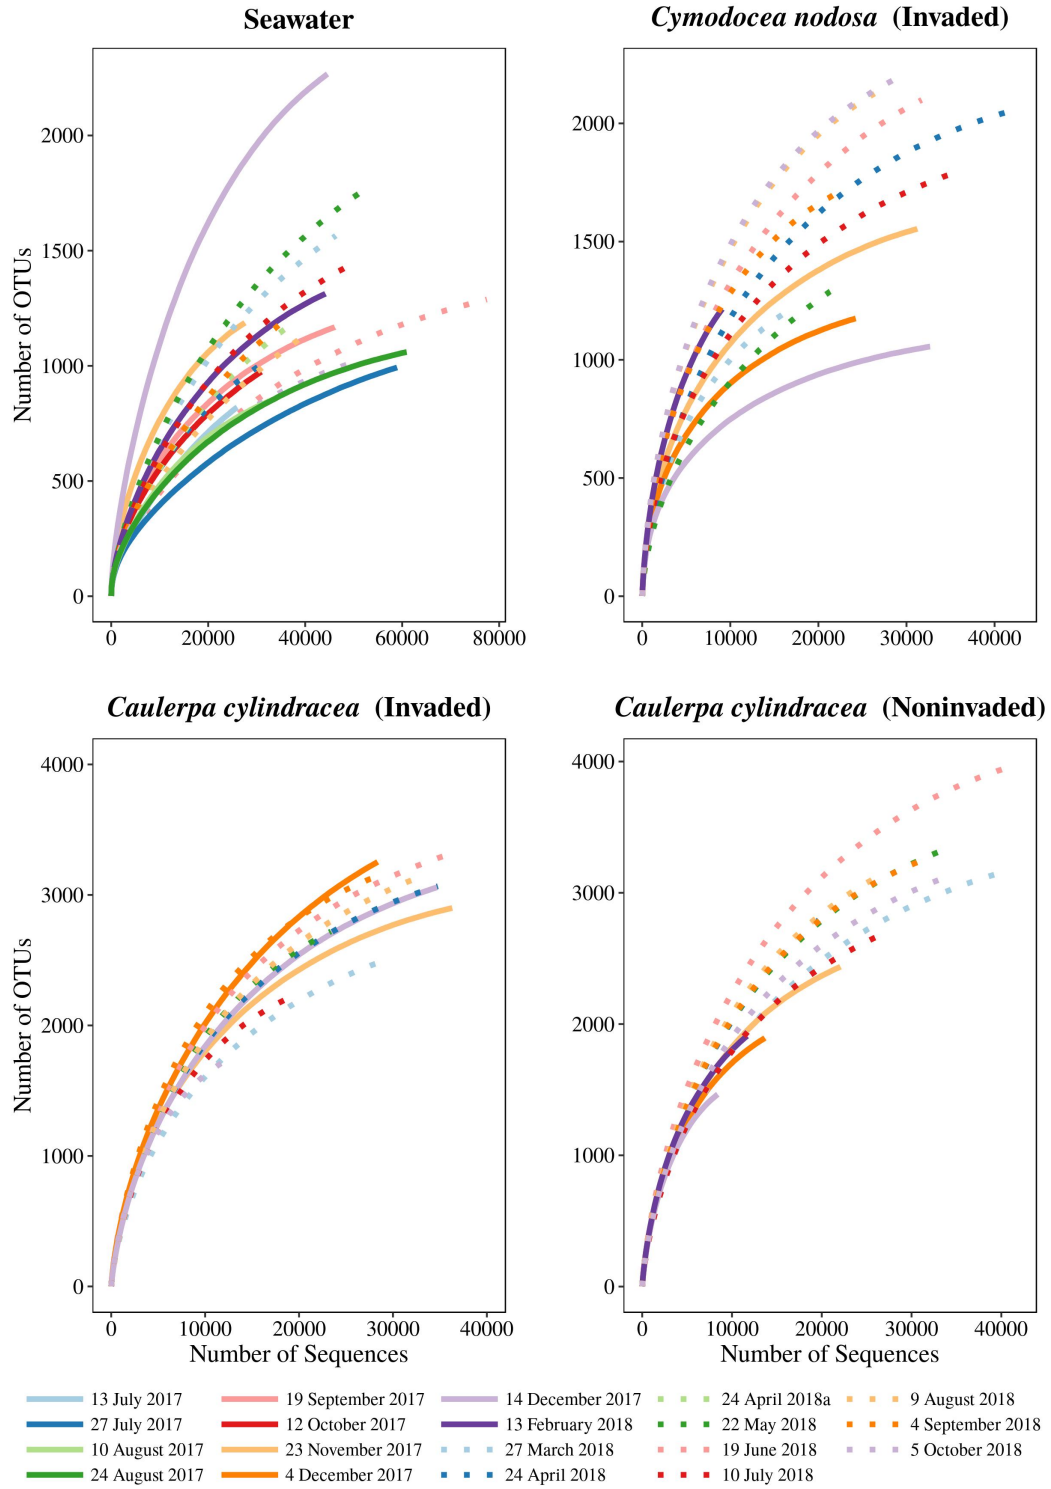 Seawater
Cymodocea nodosa (Invaded)
Number of OTUs
2000
1500
1000
500
0
0 20000 40000 60000 80000
2000
1500
1000
500
0
0 10000 20000 30000 40000
Caulerpa cylindracea (Invaded)
Caulerpa cylindracea (Noninvaded)
Number of OTUs
4000
3000
2000
1000
0
0 10000 20000 30000 40000
Number of Sequences
4000
3000
2000
1000
0
0 10000 20000 30000 40000
Number of Sequences
13 July 2017
27 July 2017
10 August 2017
24 August 2017
19 September 2017
12 October 2017
23 November 2017
4 December 2017
14 December 2017
13 February 2018
27 March 2018
24 April 2018
24 April 2018a
22 May 2018
19 June 2018
10 July 2018
9 August 2018
4 September 2018
5 October 2018